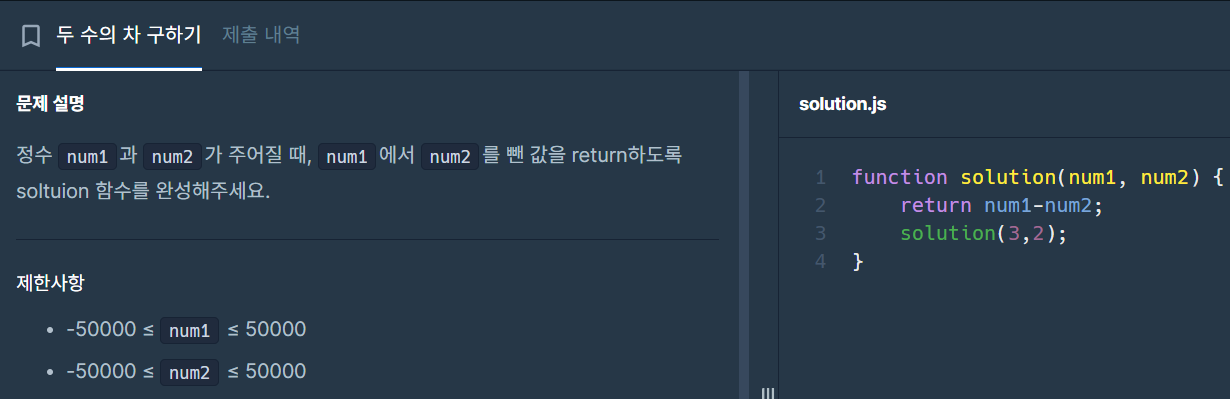 두 수의 차 구하기 제출 내역
문제 설명
정수 num1 과 num2 가 주어질 때, num1 에서 num2 를 뺀 값을 return하도록
soltuion 함수를 완성해주세요.
제한사항
• -50000 ≤ num1 ≤ 50000
• -50000 ≤ num2 ≤ 50000
solution.js
1 function solution(num1, num2) {
2 return num1-num2;
3 solution(3,2);
4 }